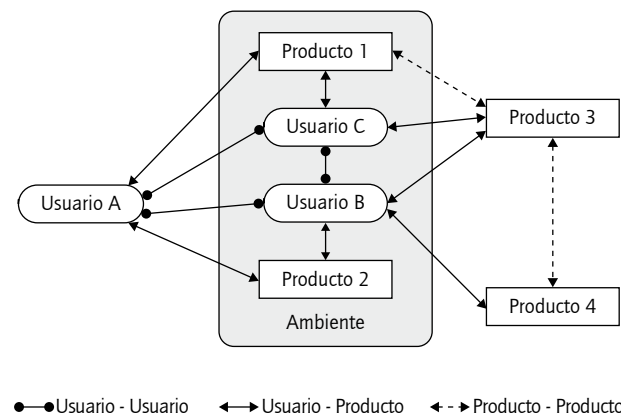 Producto 1
Usuario C
Producto 3
Usuario A
Usuario B
Producto 2
Producto 4
Ambiente
Usuario - Usuario
Usuario - Producto
Producto - Producto